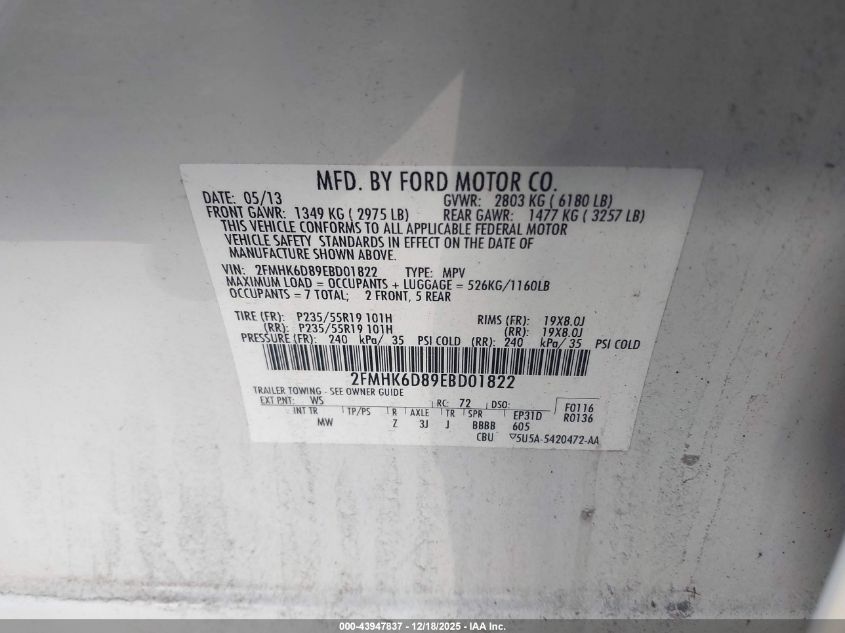 MFD. BY FORD MOTOR CO.
DATE: 05/13 GVWR: 2803 KG ( 6180 LB)
FRONT GAWR: 1349 KG ( 2975 LB) REAR GAWR: 1477 KG ( 3257 LB)
THIS VEHICLE CONFORMS TO ALL APPLICABLE FEDERAL MOTOR
VEHICLE SAFETY STANDARDS IN EFFECT ON THE DATE OF
MANUFACTURE SHOWN ABOVE.
VIN: 2FMHK6D89EBD01822 TYPE: MPV
MAXIMUM LOAD = OCCUPANTS + LUGGAGE = 526KG/1160LB
OCCUPANTS = 7 TOTAL; 2 FRONT, 5 REAR
TIRE (FR): P235/55R19 101H RIMS (FR): 19X8.0J
(RR): P235/55R19 101H (RR): 19X8.0J
PRESSURE (FR): 240 kPa/ 35 PSI COLD (RR): 240 kPa/ 35 PSI COLD
2FMHK6D89EBD01822
TRAILER TOWING - SEE OWNER GUIDE
EXT PNT: WS RC: 72 DSO: F0116
INT TR TP/PS R AXLE TR SPR EP31D R0136
MW Z 3J J BBBB 605
CBU ▽5U5A-5420472-AA
000-43947837 - 12/18/2025 - IAA Inc.